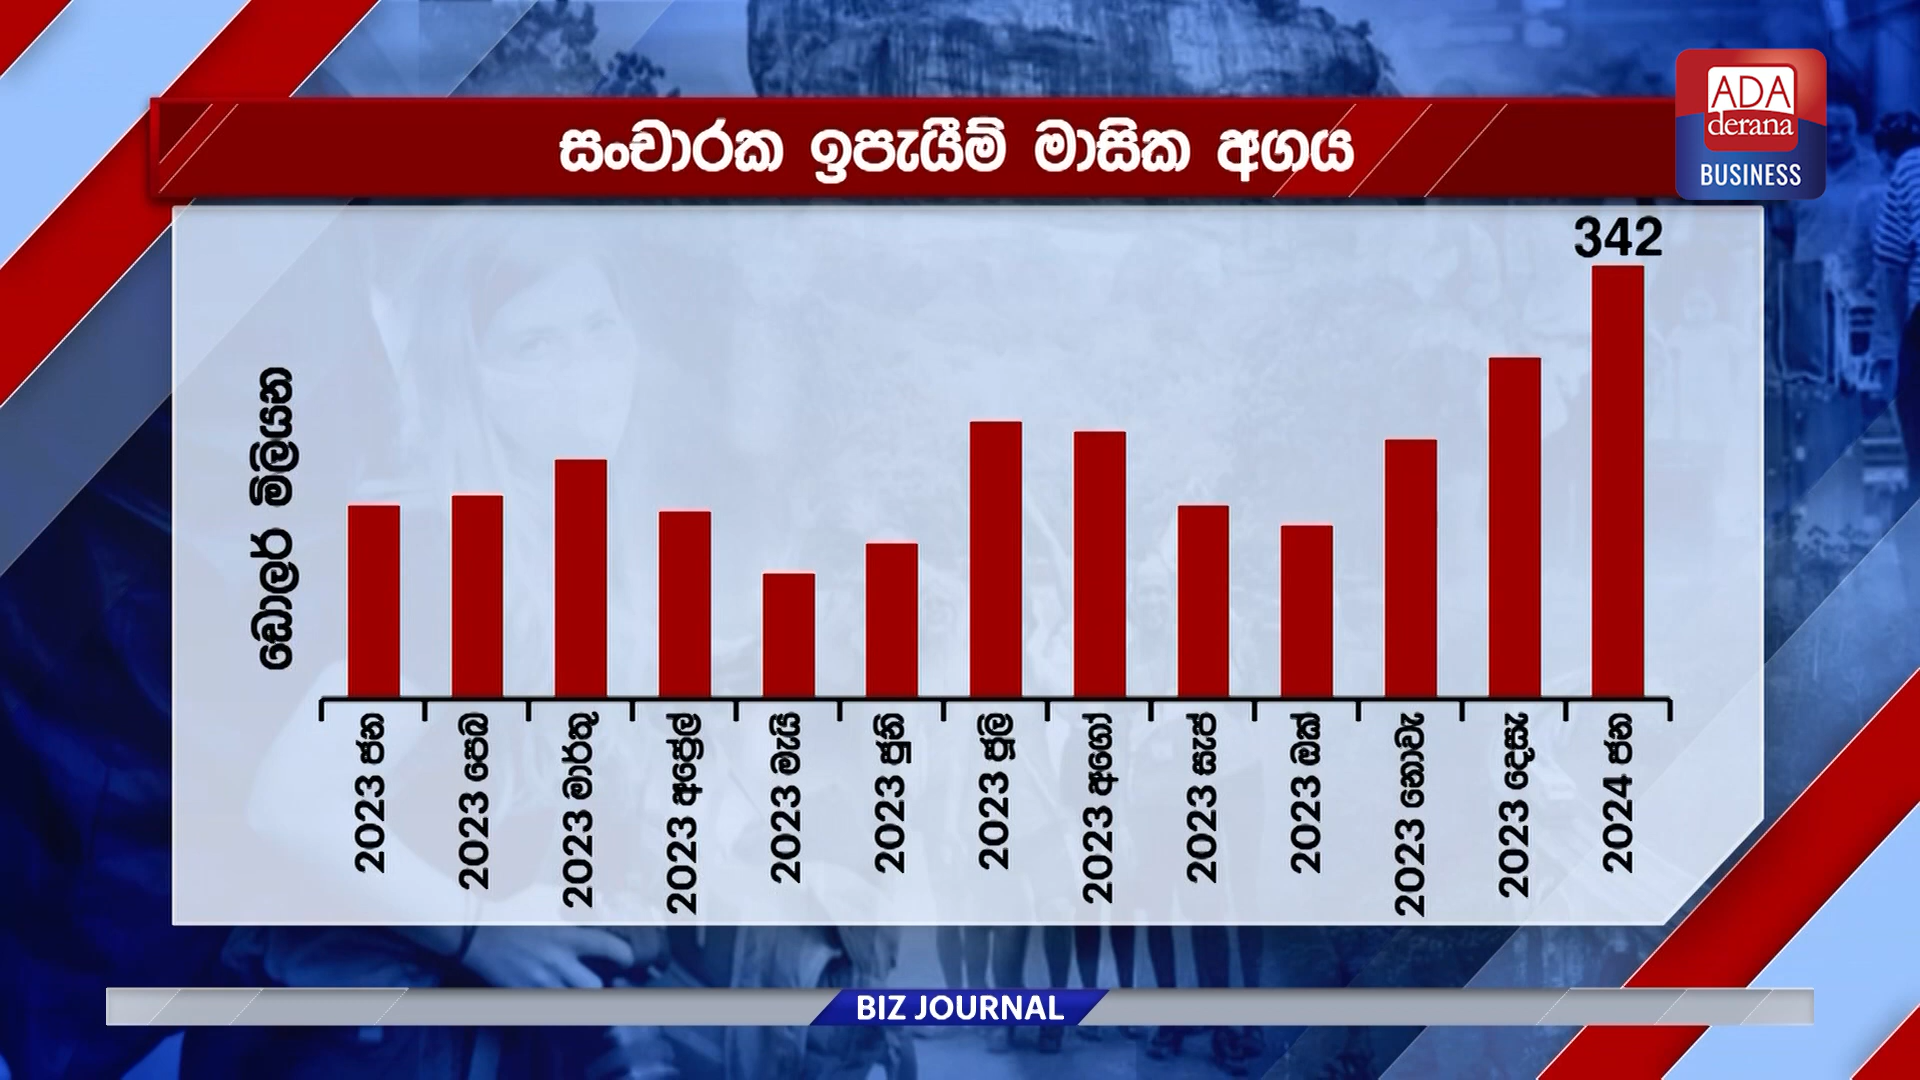 ADA
derana
BUSINESS
සංචාරක ඉපැයීම් මාසික අගය
342
ඩොලර් මිලියන
2023 ජන
2023 පෙබ
2023 මාර්තු
2023 අප්‍රේල්
2023 මැයි
2023 ජූනි
2023 ජූලි
2023 අගෝ
2023 සැප්
2023 ඔක්
2023 නොවැ
2023 දෙසැ
2024 ජන
BIZ JOURNAL